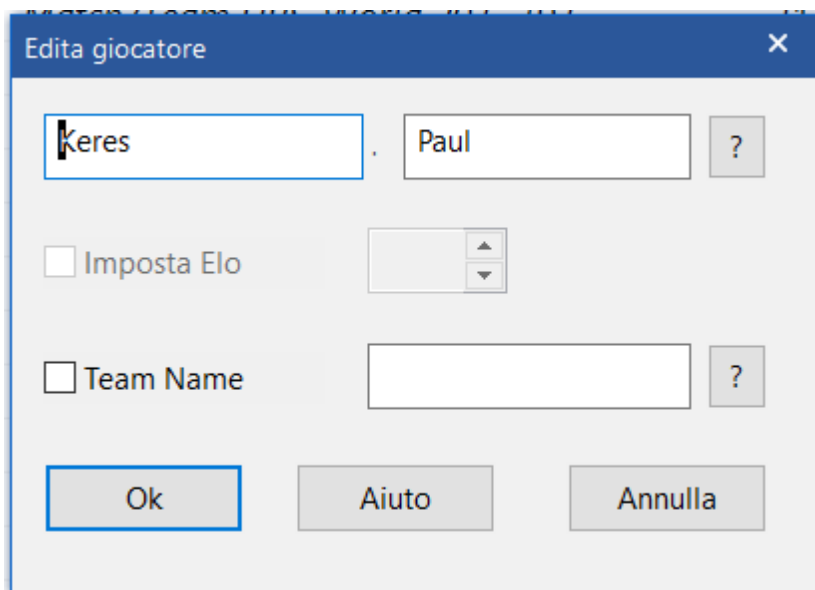 Edita giocatore
Keres . Paul ?
Imposta Elo
Team Name ?
Ok Aiuto Annulla